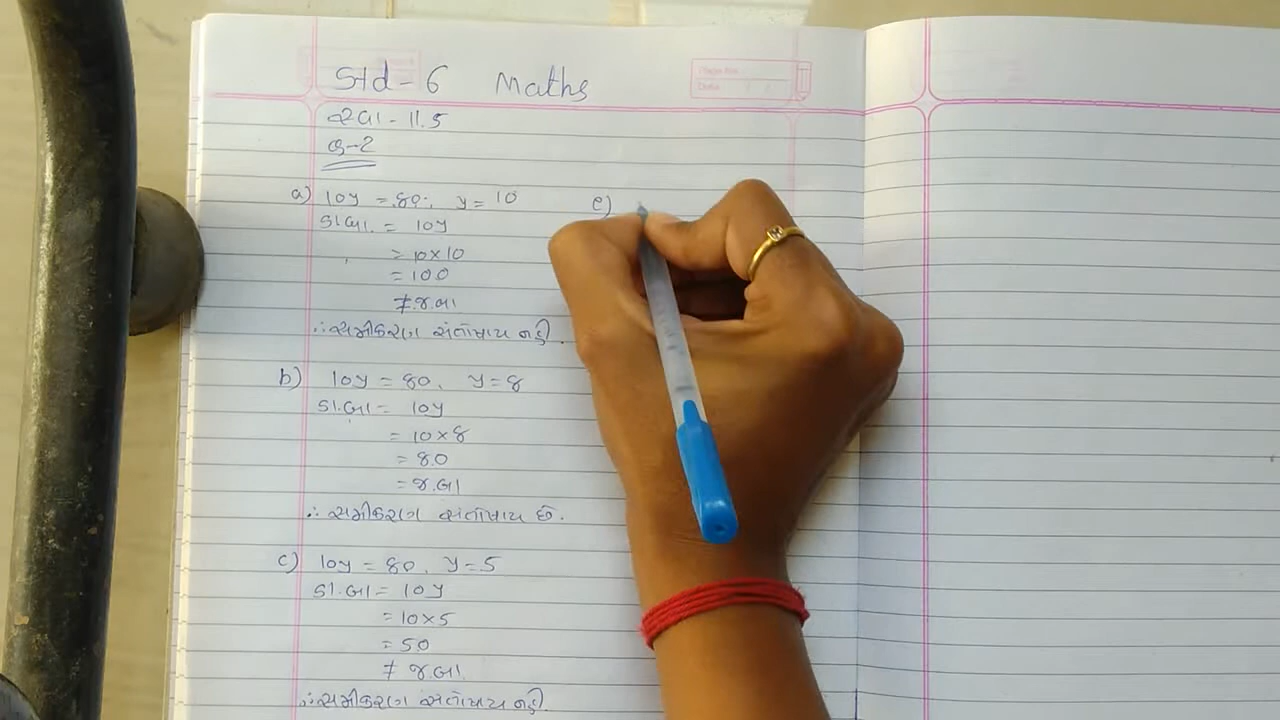 Std-6 Maths
સ્વા-11.5
પ્ર-2
a) 10y = 80, y = 10
ડા.બા. = 10y
= 10×10
= 100
≠ જ.બા
∴ સમીકરણ સંતોષાય નહીં.
b) 10y = 80, y = 8
ડા.બા = 10y
= 10×8
= 80
= જ.બા
∴ સમીકરણ સંતોષાય છે.
c) 10y = 80, y = 5
ડા.બા = 10y
= 10×5
= 50
≠ જ.બા.
∴ સમીકરણ સંતોષાય નહીં.
e)